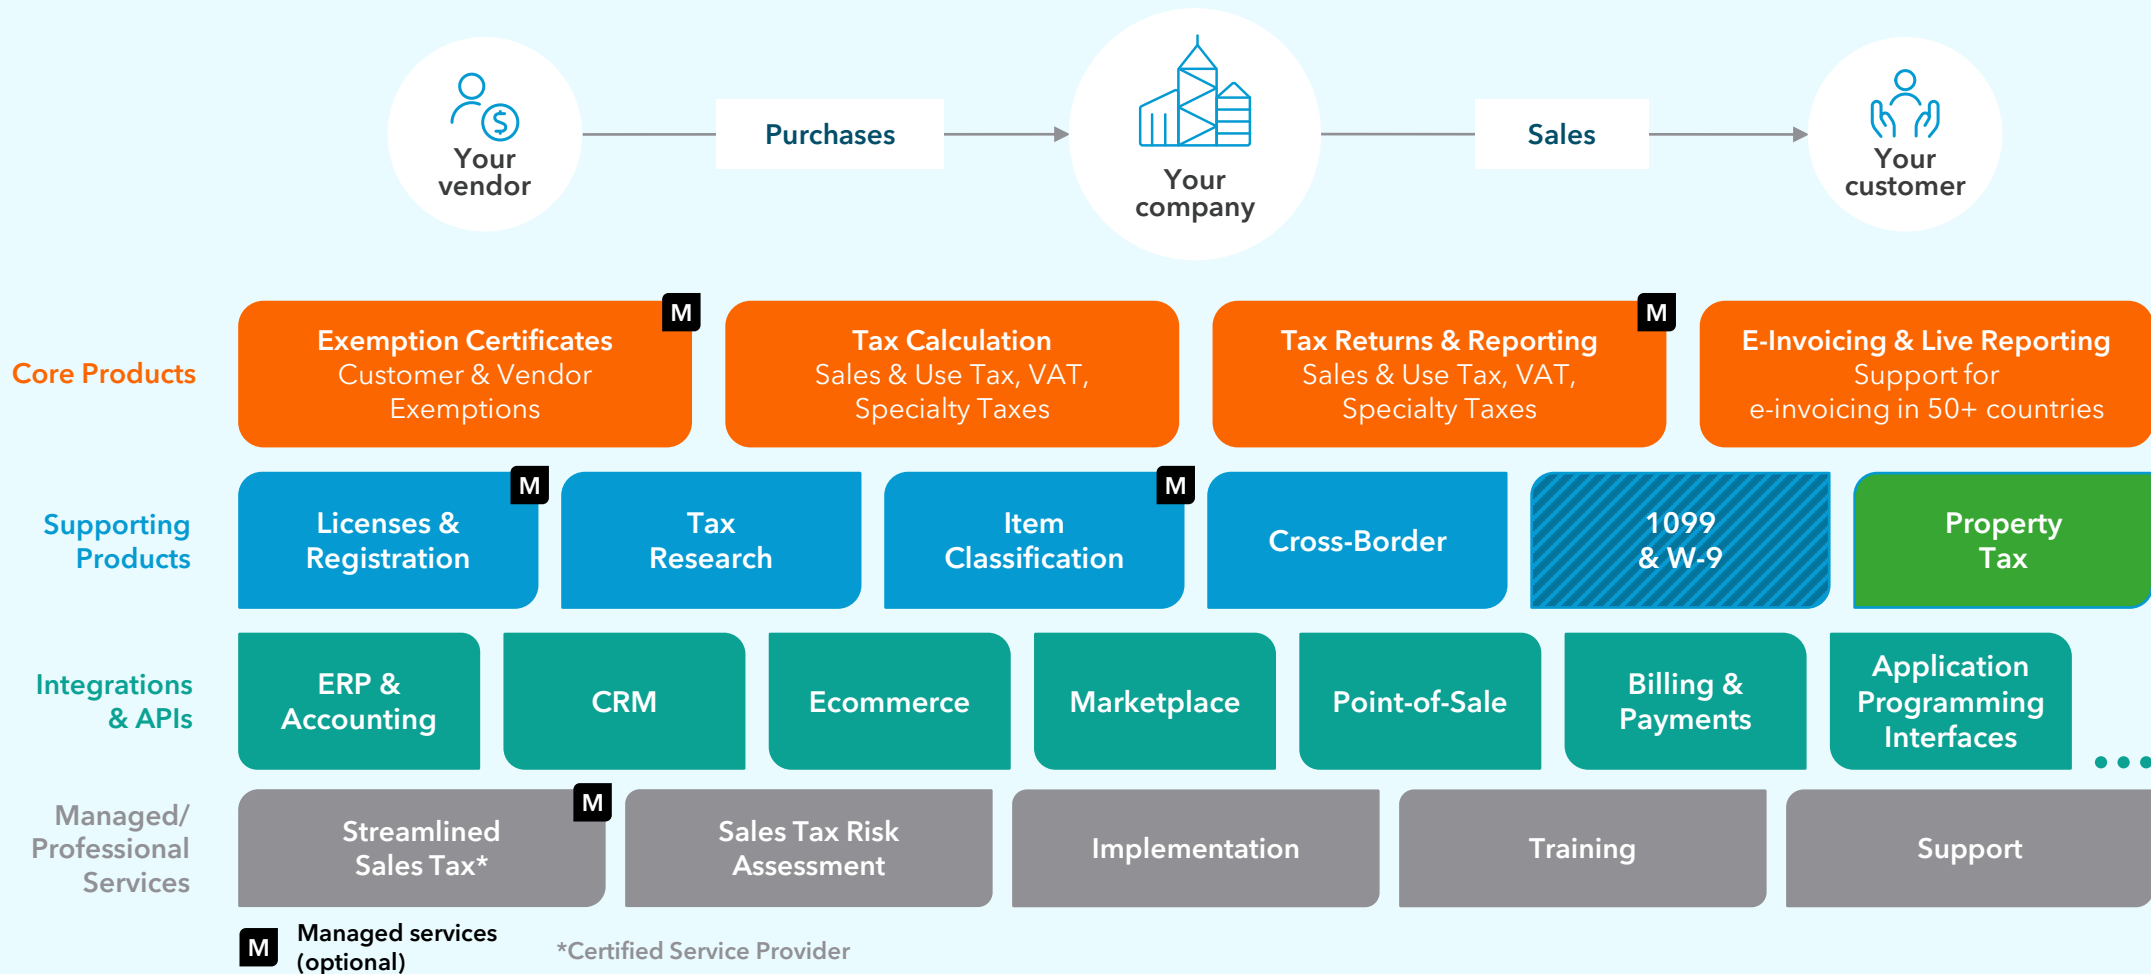 Your
vendor
Purchases
Your
company
Sales
Your
customer
Core Products
M
Exemption Certificates
Customer & Vendor
Exemptions
Tax Calculation
Sales & Use Tax, VAT,
Specialty Taxes
M
Tax Returns & Reporting
Sales & Use Tax, VAT,
Specialty Taxes
E-Invoicing & Live Reporting
Support for
e-invoicing in 50+ countries
Supporting
Products
M
Licenses &
Registration
Tax
Research
M
Item
Classification
Cross-Border
1099
& W-9
Property
Tax
Integrations
& APIs
ERP &
Accounting
CRM
Ecommerce
Marketplace
Point-of-Sale
Billing &
Payments
Application
Programming
Interfaces
Managed/
Professional
Services
M
Streamlined
Sales Tax*
Sales Tax Risk
Assessment
Implementation
Training
Support
M
Managed services
(optional)
*Certified Service Provider